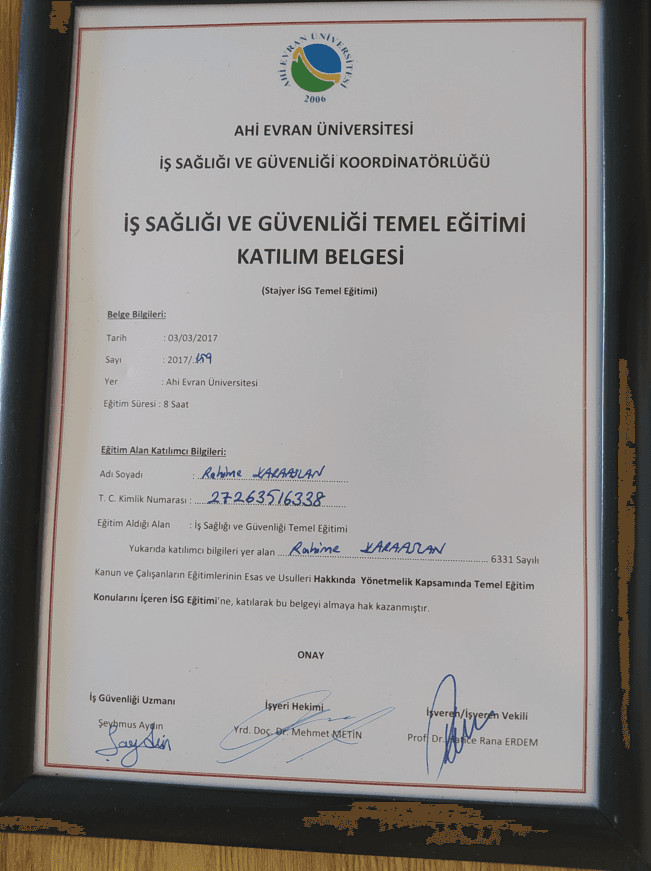 AHİ EVRAN ÜNİVERSİTESİ
2006
AHİ EVRAN ÜNİVERSİTESİ
İŞ SAĞLIĞI VE GÜVENLİĞİ KOORDİNATÖRLÜĞÜ
İŞ SAĞLIĞI VE GÜVENLİĞİ TEMEL EĞİTİMİ
KATILIM BELGESİ
(Stajyer İSG Temel Eğitimi)
Belge Bilgileri:
Tarih : 03/03/2017
Sayı : 2017/.159
Yer : Ahi Evran Üniversitesi
Eğitim Süresi : 8 Saat
Eğitim Alan Katılımcı Bilgileri:
Adı Soyadı : Rahime KARAASLAN
T. C. Kimlik Numarası : 27263516338
Eğitim Aldığı Alan : İş Sağlığı ve Güvenliği Temel Eğitimi
Yukarıda katılımcı bilgileri yer alan Rahime KARAASLAN 6331 Sayılı
Kanun ve Çalışanların Eğitimlerinin Esas ve Usulleri Hakkında Yönetmelik Kapsamında Temel Eğitim
Konularını İçeren İSG Eğitimi'ne, katılarak bu belgeyi almaya hak kazanmıştır.
ONAY
İş Güvenliği Uzmanı İşyeri Hekimi İşveren/İşveren Vekili
Şeyhmus Aydın Yrd. Doç. Dr. Mehmet METİN Prof. Dr. Hatice Rana ERDEM